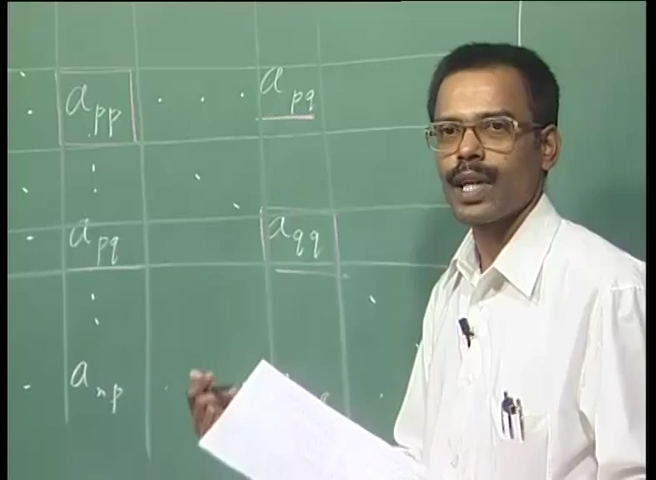 a_pp . . . a_pq
a_pq a_qq
a_np